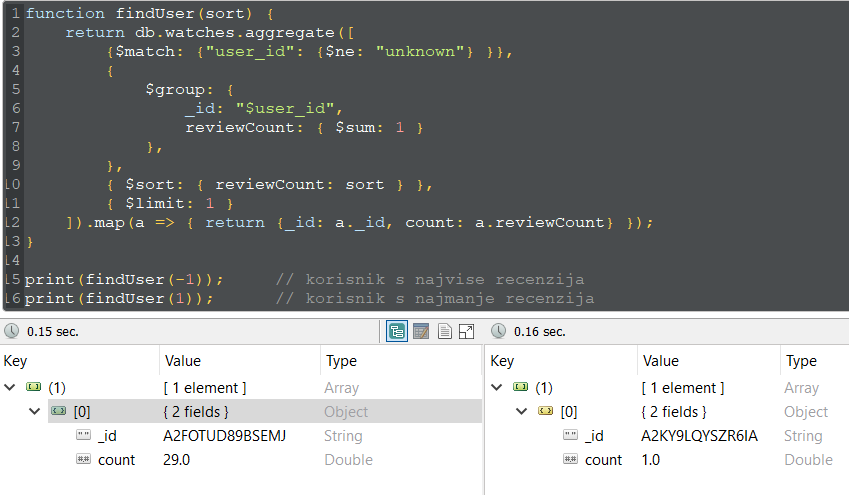 1 function findUser(sort) {
2 return db.watches.aggregate([
3 {$match: {"user_id": {$ne: "unknown"} }},
4 {
5 $group: {
6 _id: "$user_id",
7 reviewCount: { $sum: 1 }
8 },
9 },
10 { $sort: { reviewCount: sort } },
11 { $limit: 1 }
12 ]).map(a => { return {_id: a._id, count: a.reviewCount} });
13 }
14
15 print(findUser(-1)); // korisnik s najvise recenzija
16 print(findUser(1)); // korisnik s najmanje recenzija
0.15 sec.
Key Value Type
(1) [ 1 element ] Array
[0] { 2 fields } Object
_id A2FOTUD89BSEMJ String
count 29.0 Double
0.16 sec.
Key Value Type
(1) [ 1 element ] Array
[0] { 2 fields } Object
_id A2KY9LQYSZR6IA String
count 1.0 Double